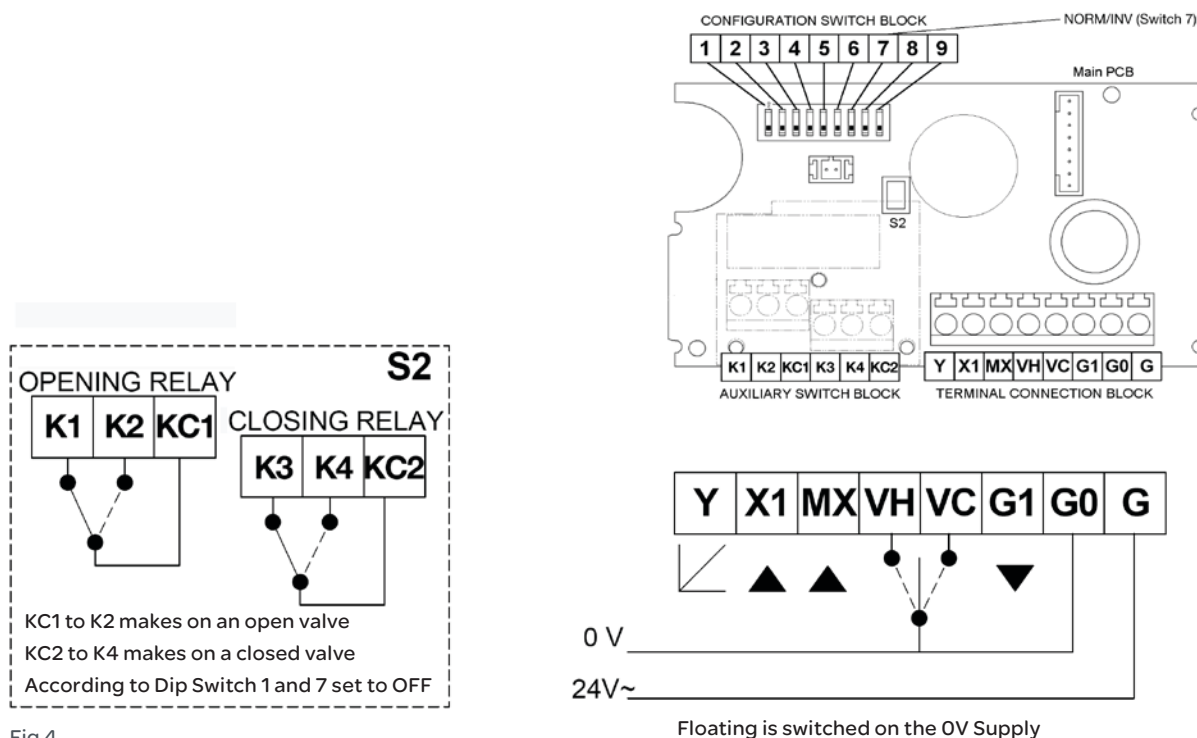 CONFIGURATION SWITCH BLOCK
NORM/INV (Switch 7)
1 2 3 4 5 6 7 8 9
Main PCB
S2
K1 K2 KC1 K3 K4 KC2
Y X1 MX VH VC G1 G0 G
AUXILIARY SWITCH BLOCK
TERMINAL CONNECTION BLOCK
S2
OPENING RELAY
K1 K2 KC1
CLOSING RELAY
K3 K4 KC2
KC1 to K2 makes on an open valve
KC2 to K4 makes on a closed valve
According to Dip Switch 1 and 7 set to OFF
Y X1 MX VH VC G1 G0 G
0 V
24V~
Floating is switched on the 0V Supply
Fig 4